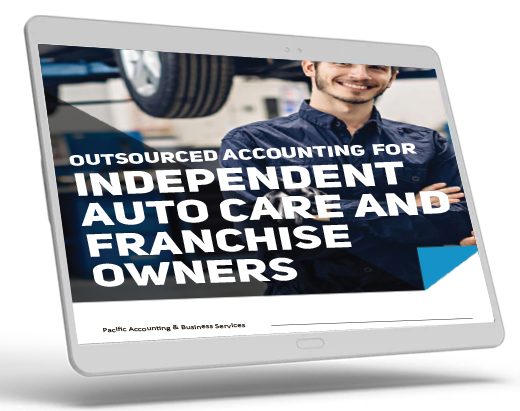 OUTSOURCED ACCOUNTING FOR
INDEPENDENT
AUTO CARE AND
FRANCHISE
OWNERS
Pacific Accounting & Business Services